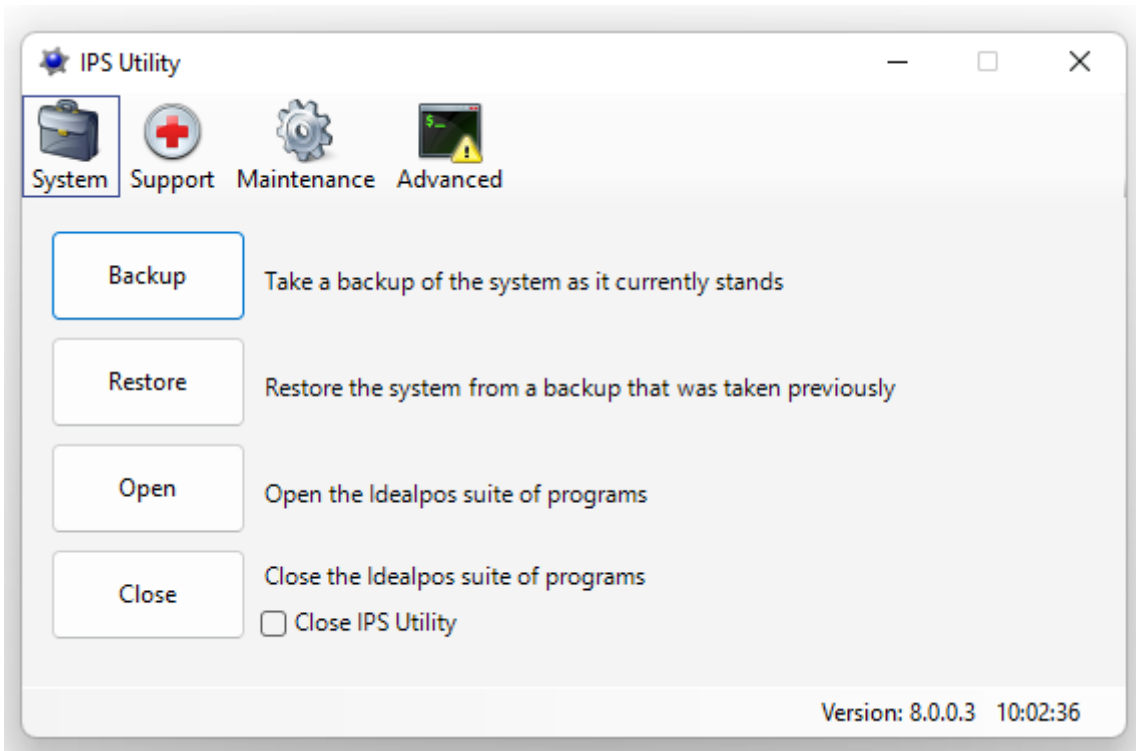 IPS Utility
$_
System Support Maintenance Advanced
Backup Take a backup of the system as it currently stands
Restore Restore the system from a backup that was taken previously
Open Open the Idealpos suite of programs
Close Close the Idealpos suite of programs
Close IPS Utility
Version: 8.0.0.3 10:02:36